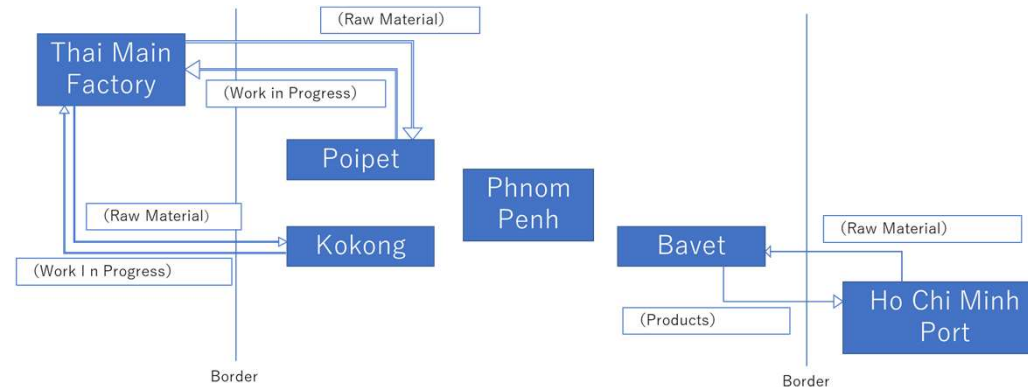 (Raw Material)
Thai Main
Factory
(Work in Progress)
Poipet
Phnom
Penh
(Raw Material)
Kokong
Bavet
(Raw Material)
(Work I n Progress)
Ho Chi Minh
Port
(Products)
Border
Border